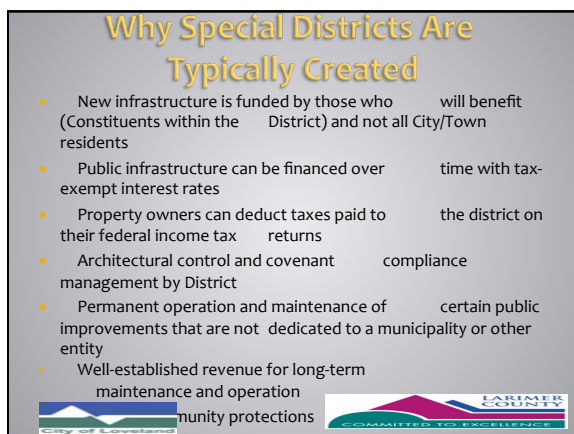 Why Special Districts Are
Typically Created
New infrastructure is funded by those who will benefit
(Constituents within the District) and not all City/Town
residents
Public infrastructure can be financed over time with tax-
exempt interest rates
Property owners can deduct taxes paid to the district on
their federal income tax returns
Architectural control and covenant compliance
management by District
Permanent operation and maintenance of certain public
improvements that are not dedicated to a municipality or other
entity
Well-established revenue for long-term
maintenance and operation
munity protections
City of Loveland
LARIMER
COUNTY
COMMITTED TO EXCELLENCE